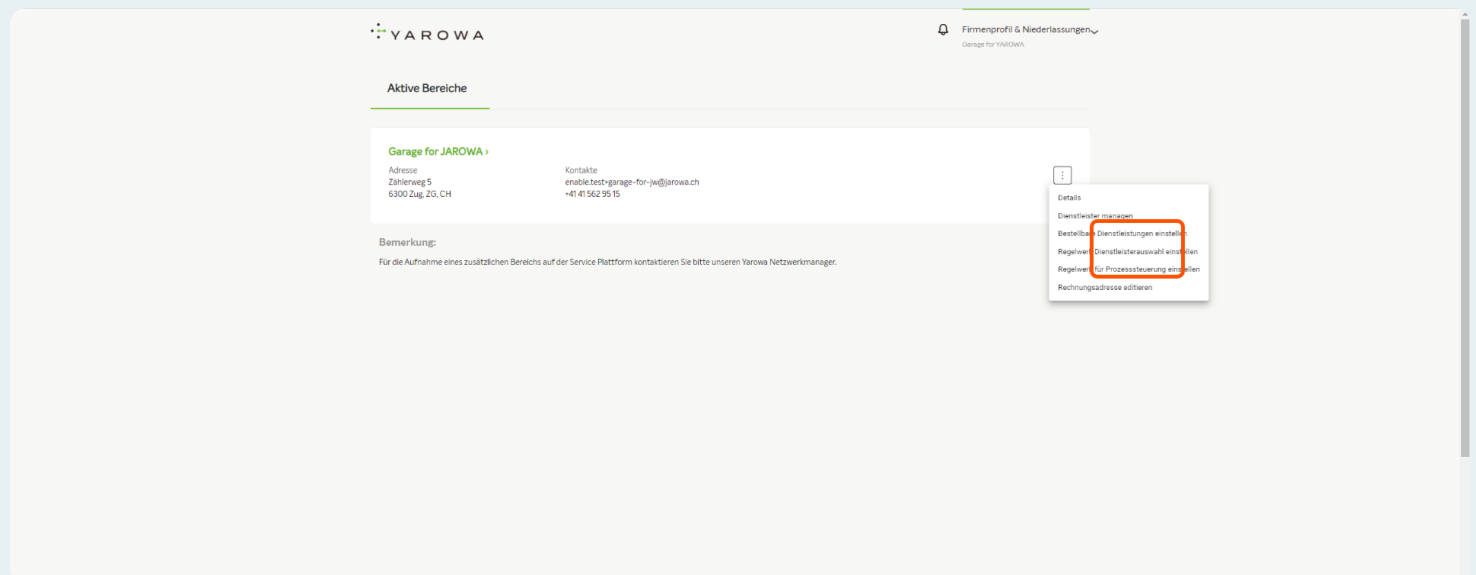 YAROWA
Firmenprofil & Niederlassungen
Garage for YAROWA
Aktive Bereiche
Garage for JAROWA ›
Adresse
Zählerweg 5
6300 Zug, ZG, CH
Kontakte
enable.test+garage-for-jw@jarowa.ch
+41 41 562 95 15
Details
Dienstleister managen
Bestellbare Dienstleistungen einstellen
Regelwerk Dienstleisterauswahl einstellen
Regelwerk für Prozesssteuerung einstellen
Rechnungsadresse editieren
Bemerkung:
Für die Aufnahme eines zusätzlichen Bereichs auf der Service Plattform kontaktieren Sie bitte unseren Yarowa Netzwerkmanager.